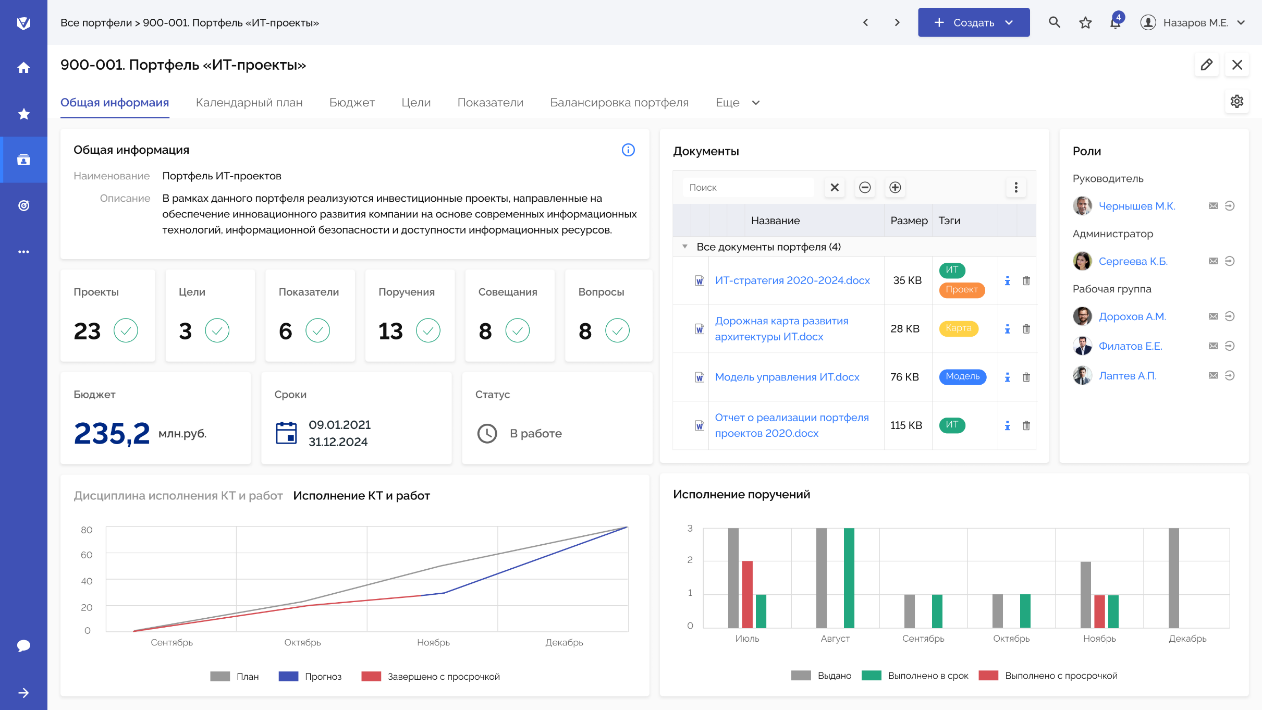 Все портфели > 900-001. Портфель «ИТ-проекты»
Создать
4
Назаров М.Е.
900-001. Портфель «ИТ-проекты»
Общая информаия
Календарный план
Бюджет
Цели
Показатели
Балансировка портфеля
Еще
Общая информация
Наименование
Портфель ИТ-проектов
Описание
В рамках данного портфеля реализуются инвестиционные проекты, направленные на
обеспечение инновационного развития компании на основе современных информационных
технологий, информационной безопасности и доступности информационных ресурсов.
Проекты
23
Цели
3
Показатели
6
Поручения
13
Совещания
8
Вопросы
8
Бюджет
235,2 млн.руб.
Сроки
09.01.2021
31.12.2024
Статус
В работе
Документы
Поиск
Название
Размер
Тэги
Все документы портфеля (4)
ИТ-стратегия 2020-2024.docx
35 KB
ИТ
Проект
Дорожная карта развития
архитектуры ИТ.docx
28 KB
Карта
Модель управления ИТ.docx
76 KB
Модель
Отчет о реализации портфеля
проектов 2020.docx
115 KB
ИТ
Роли
Руководитель
Чернышев М.К.
Администратор
Сергеева К.Б.
Рабочая группа
Дорохов А.М.
Филатов Е.Е.
Лаптев А.П.
Дисциплина исполнения КТ и работ
Исполнение КТ и работ
80
60
40
20
0
Сентябрь
Октябрь
Ноябрь
Декабрь
План
Прогноз
Завершено с просрочкой
Исполнение поручений
3
2
1
0
Июль
Август
Сентябрь
Октябрь
Ноябрь
Декабрь
Выдано
Выполнено в срок
Выполнено с просрочкой